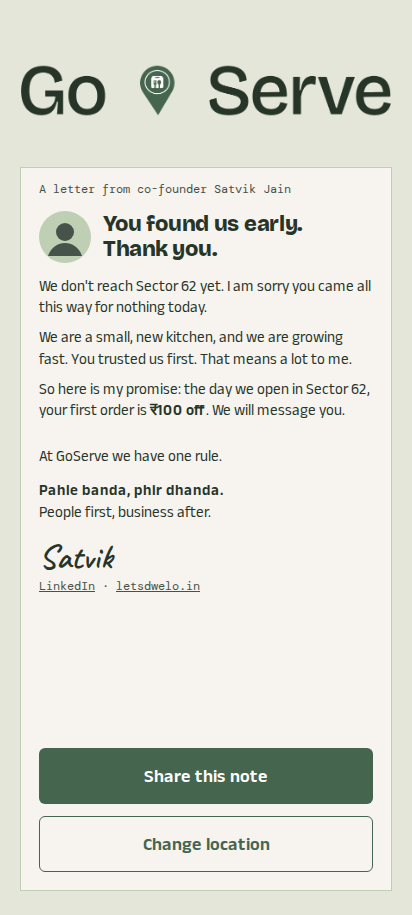 Go Serve
A letter from co-founder Satvik Jain
You found us early.
Thank you.
We don't reach Sector 62 yet. I am sorry you came all
this way for nothing today.
We are a small, new kitchen, and we are growing
fast. You trusted us first. That means a lot to me.
So here is my promise: the day we open in Sector 62,
your first order is ₹100 off. We will message you.
At GoServe we have one rule.
Pahle banda, phir dhanda.
People first, business after.
Satvik
LinkedIn · letsdwelo.in
Share this note
Change location